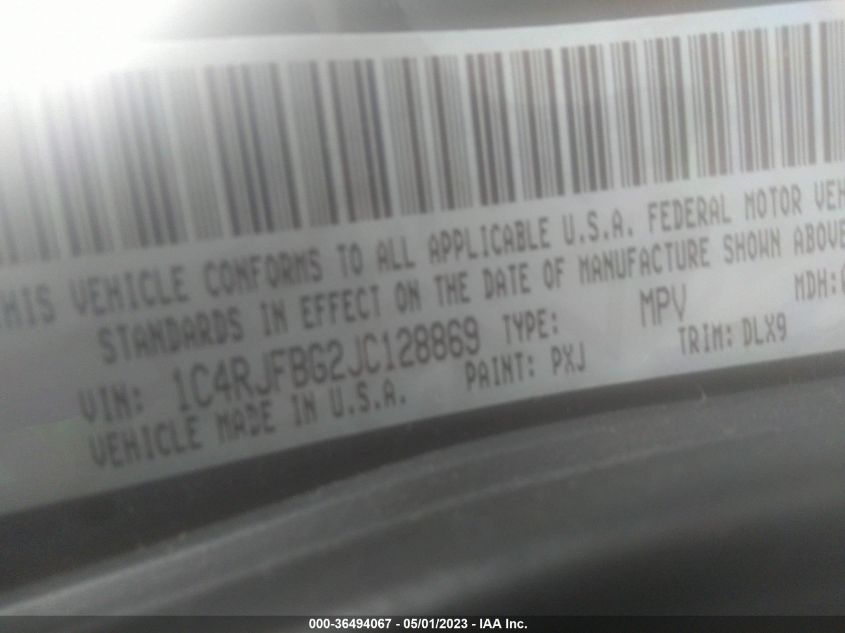 THIS VEHICLE CONFORMS TO ALL APPLICABLE U.S.A. FEDERAL MOTOR VEH
STANDARDS IN EFFECT ON THE DATE OF MANUFACTURE SHOWN ABOVE
VIN: 1C4RJFBG2JC128869 TYPE: MPV MDH:
VEHICLE MADE IN U.S.A. PAINT: PXJ TRIM: DLX9
000-36494067 - 05/01/2023 - IAA Inc.